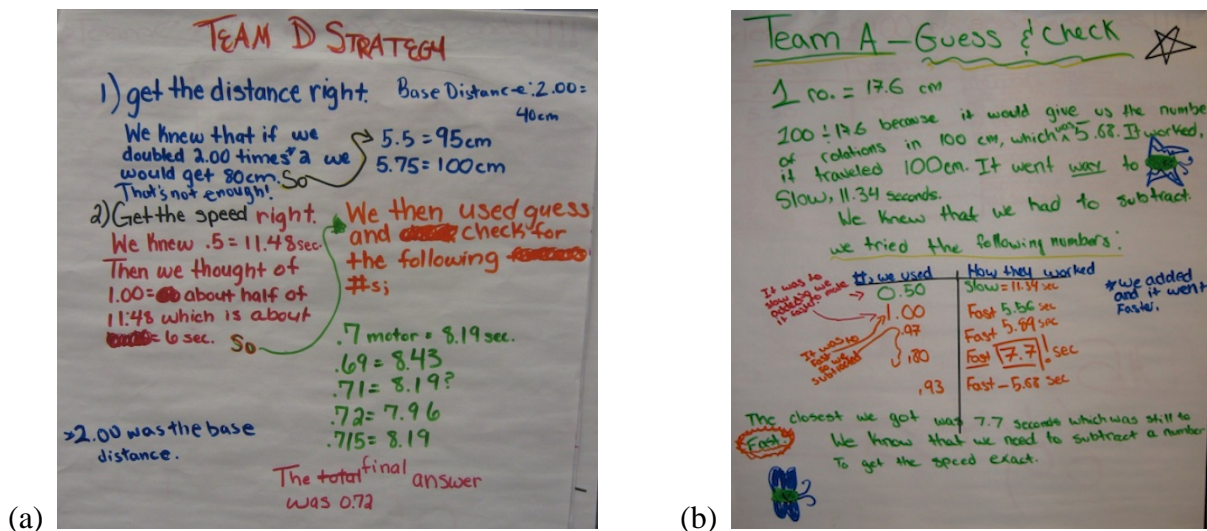 TEAM D STRATEGY
1) get the distance right.
Base Distance: 2.00 =
40cm
We knew that if we
doubled 2.00 times 2 we
would get 80cm. So
That's not enough!
5.5 = 95cm
5.75 = 100cm
2) Get the speed right.
We knew .5 = 11.48 sec.
Then we thought of
1.00 = about half of
11.48 which is about
= 6 sec. So
We then used guess
and check for
the following
#s;
.7 motor = 8.19 sec.
.69 = 8.43
.71 = 8.19?
.72 = 7.96
.715 = 8.19
>2.00 was the base
distance.
The total final answer
was 0.72
(a)
Team A - Guess & Check
1 ro. = 17.6 cm
100 ÷ 17.6 because it would give us the number
of rotations in 100 cm, which was 5.68. It worked,
it traveled 100cm. It went way to
Slow, 11.34 seconds.
We knew that we had to subtract.
we tried the following numbers:
#s we used
How they worked
It was to
slow so we
added
0.50
Slow = 11.34 sec
1.00
Fast 5.56 sec
.97
Fast 5.89 sec
.80
Fast 7.7! sec
.93
Fast - 5.68 sec
It was to
fast so we
subtracted
*we added
and it went
Faster.
The closest we got was 7.7 seconds which was still to
Fast. We know that we need to subtract a number
To get the speed exact.
(b)